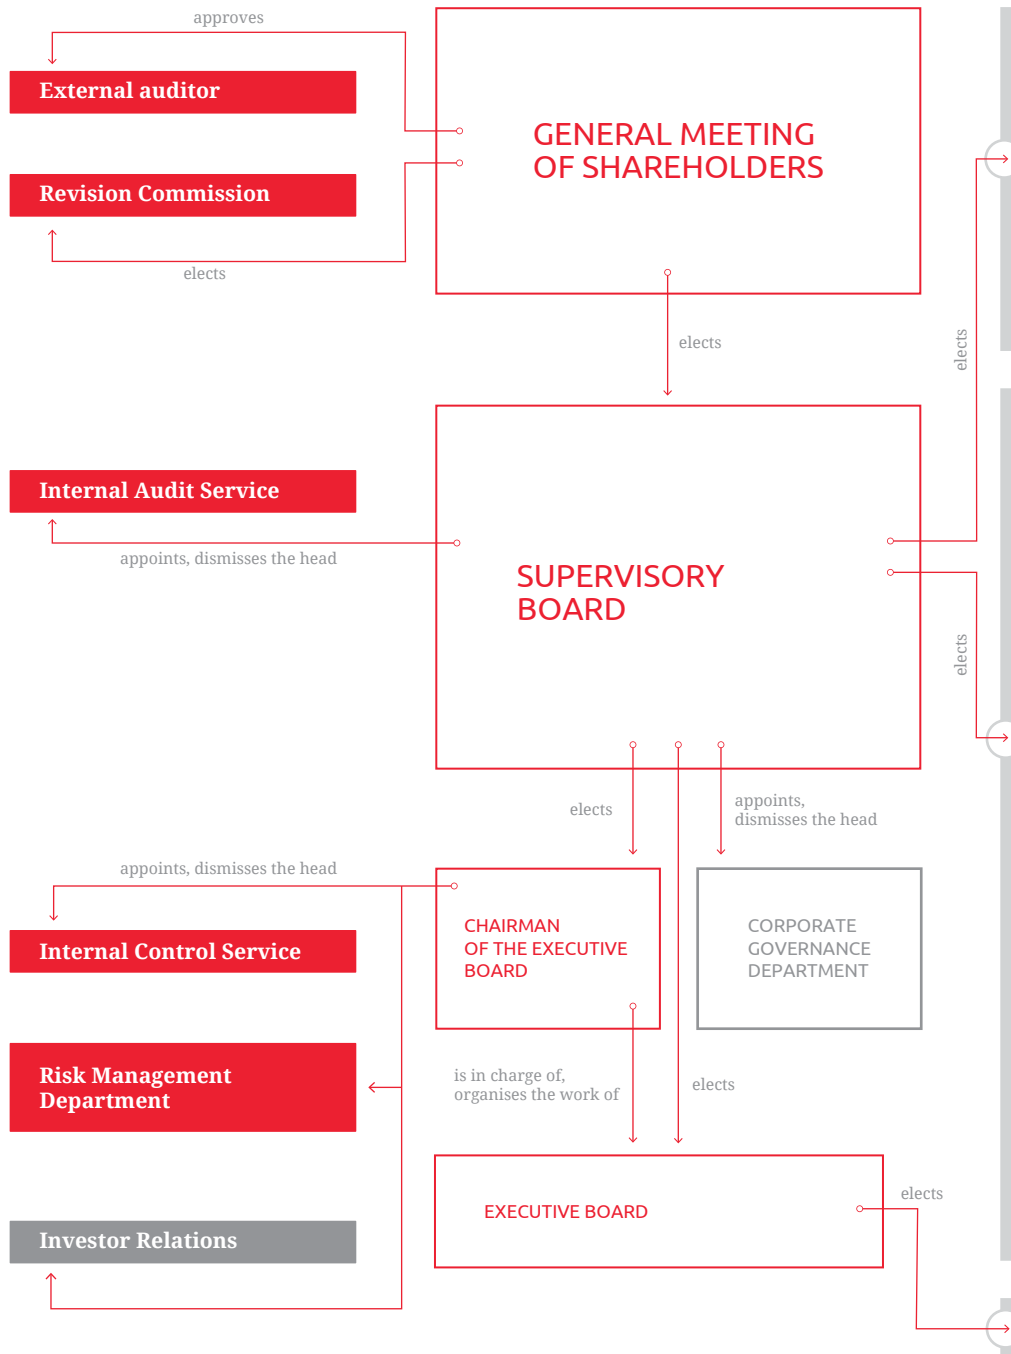 approves
External auditor
GENERAL MEETING
OF SHAREHOLDERS
Revision Commission
elects
elects
elects
Internal Audit Service
appoints, dismisses the head
SUPERVISORY
BOARD
elects
elects
appoints,
dismisses the head
appoints, dismisses the head
Internal Control Service
CHAIRMAN
OF THE EXECUTIVE
BOARD
CORPORATE
GOVERNANCE
DEPARTMENT
Risk Management
Department
is in charge of,
organises the work of
elects
EXECUTIVE BOARD
elects
Investor Relations